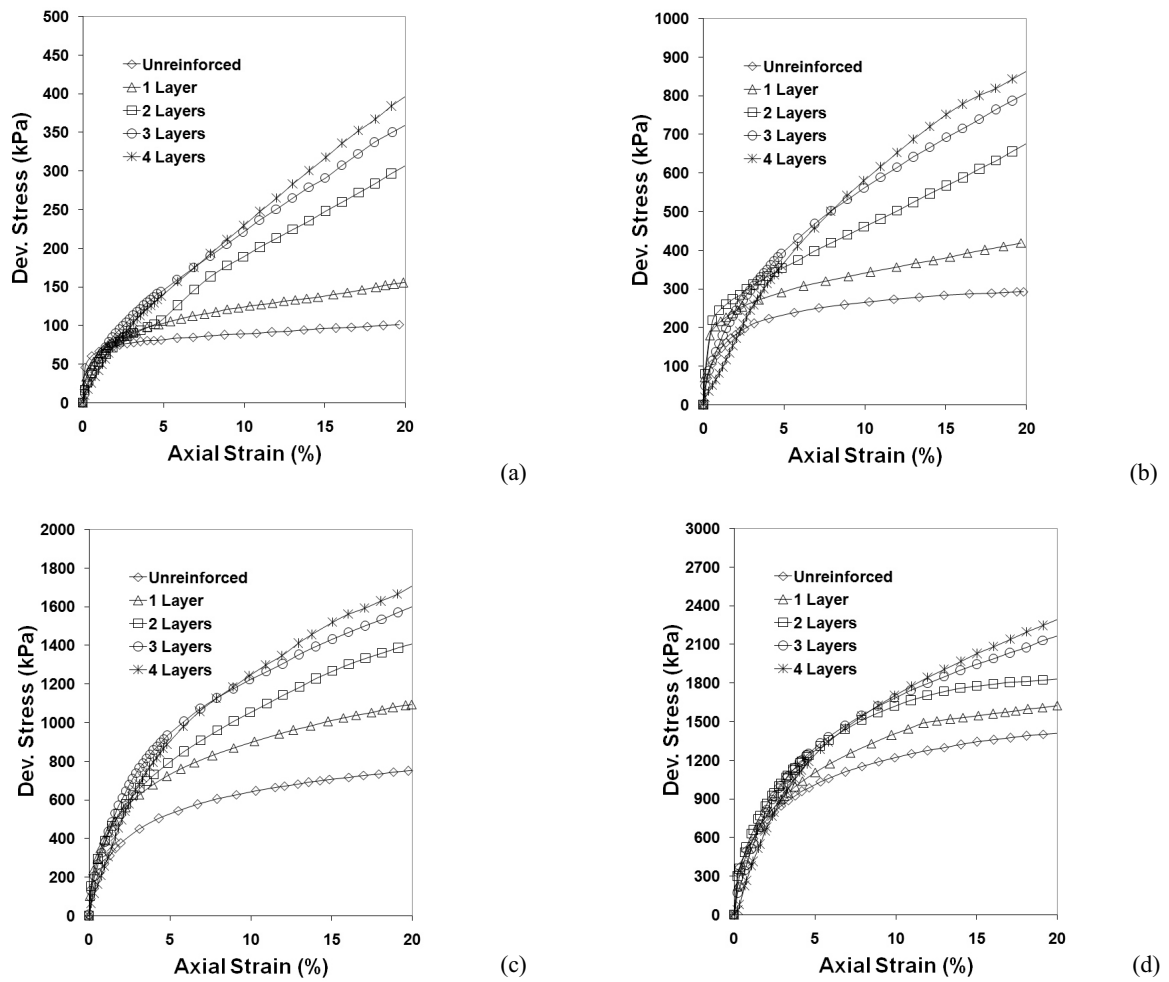 500
450
400
350
300
250
200
150
100
50
0
Dev. Stress (kPa)
Unreinforced
1 Layer
2 Layers
3 Layers
4 Layers
0 5 10 15 20
Axial Strain (%)
(a)
1000
900
800
700
600
500
400
300
200
100
0
Dev. Stress (kPa)
Unreinforced
1 Layer
2 Layers
3 Layers
4 Layers
0 5 10 15 20
Axial Strain (%)
(b)
2000
1800
1600
1400
1200
1000
800
600
400
200
0
Dev. Stress (kPa)
Unreinforced
1 Layer
2 Layers
3 Layers
4 Layers
0 5 10 15 20
Axial Strain (%)
(c)
3000
2700
2400
2100
1800
1500
1200
900
600
300
0
Dev. Stress (kPa)
Unreinforced
1 Layer
2 Layers
3 Layers
4 Layers
0 5 10 15 20
Axial Strain (%)
(d)